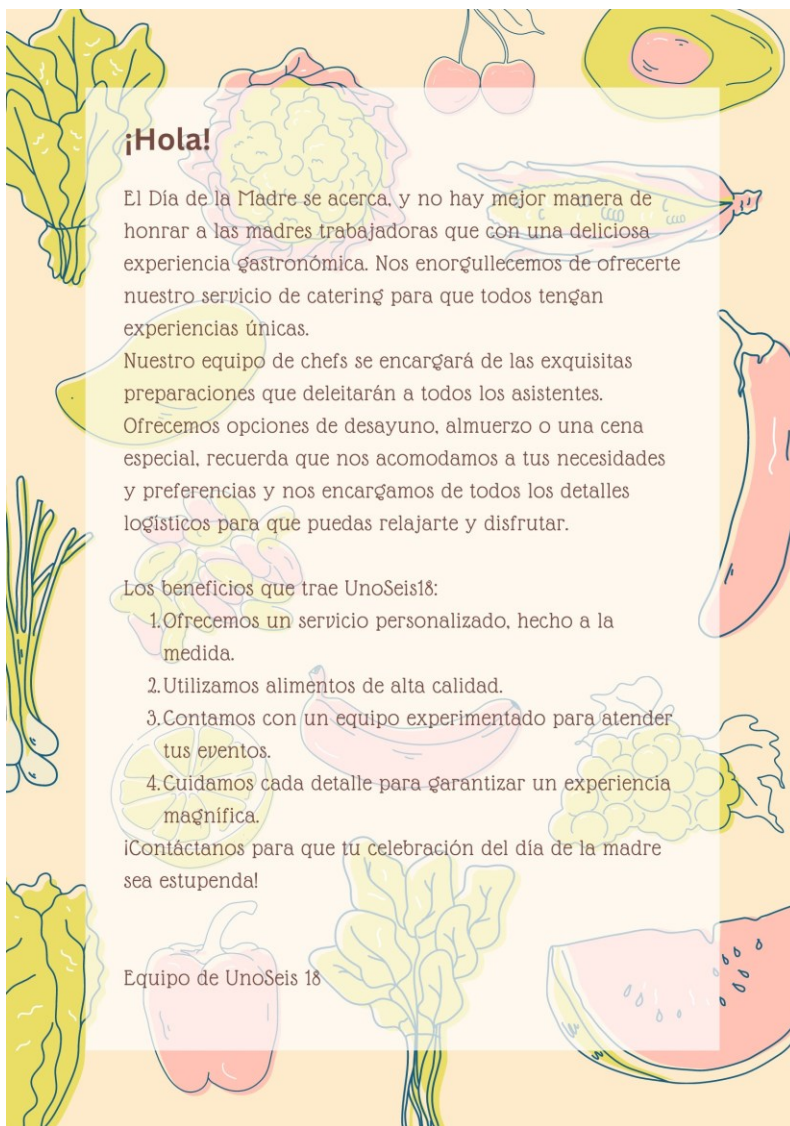 ¡Hola!
El Día de la Madre se acerca, y no hay mejor manera de
honrar a las madres trabajadoras que con una deliciosa
experiencia gastronómica. Nos enorgullecemos de ofrecerte
nuestro servicio de catering para que todos tengan
experiencias únicas.
Nuestro equipo de chefs se encargará de las exquisitas
preparaciones que deleitarán a todos los asistentes.
Ofrecemos opciones de desayuno, almuerzo o una cena
especial, recuerda que nos acomodamos a tus necesidades
y preferencias y nos encargamos de todos los detalles
logísticos para que puedas relajarte y disfrutar.
Los beneficios que trae UnoSeis18:
1. Ofrecemos un servicio personalizado, hecho a la
medida.
2. Utilizamos alimentos de alta calidad.
3. Contamos con un equipo experimentado para atender
tus eventos.
4. Cuidamos cada detalle para garantizar un experiencia
magnífica.
¡Contáctanos para que tu celebración del día de la madre
sea estupenda!
Equipo de UnoSeis 18